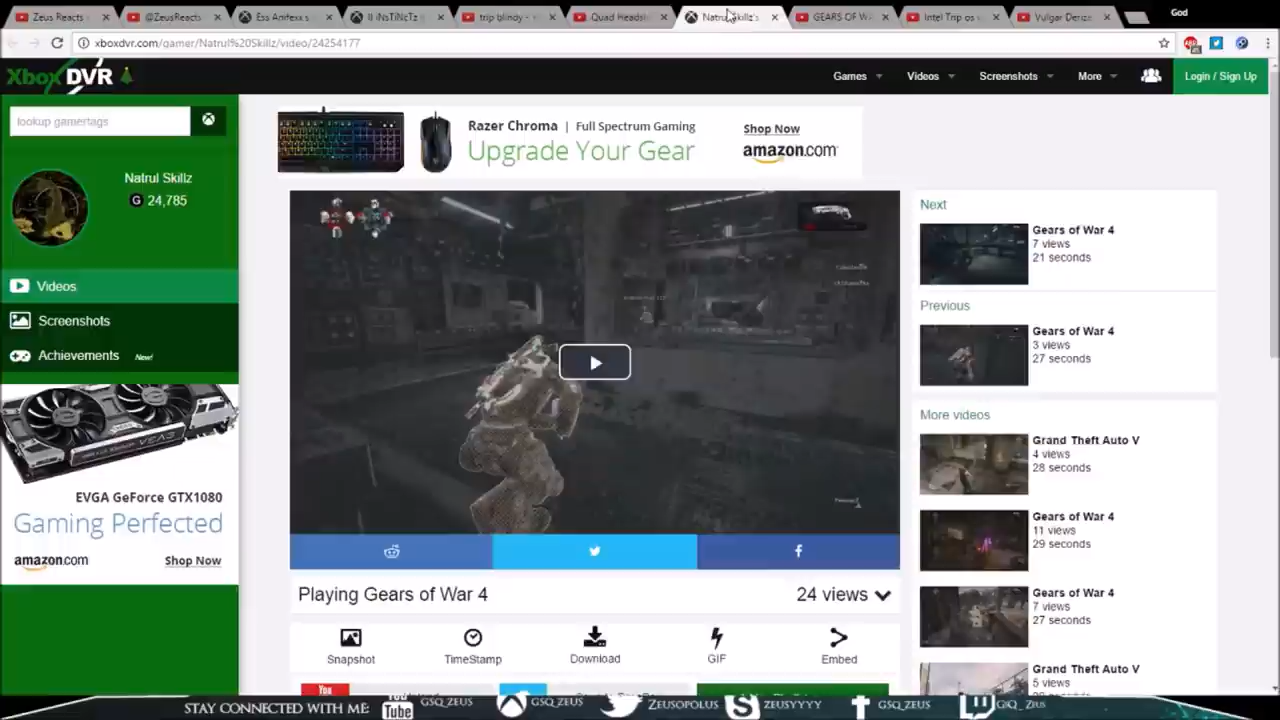 Zeus Reacts
@ZeusReacts
Ess Anifexx s
II iNsTiNcTz
trip blindy -
Quad Headsh
Natrul Skillz's
GEARS OF WA
Intel Trip os
Vulgar Derize
God
xboxdvr.com/gamer/Natrul%20Skillz/video/24254177
Xbox DVR
Games
Videos
Screenshots
More
Login / Sign Up
lookup gamertags
Razer Chroma | Full Spectrum Gaming
Upgrade Your Gear
Shop Now
amazon.com
Natrul Skillz
G 24,785
Videos
Screenshots
Achievements New!
EVGA GeForce GTX1080
Gaming Perfected
amazon.com
Shop Now
Playing Gears of War 4
24 views
Snapshot
TimeStamp
Download
GIF
Embed
You
Next
Gears of War 4
7 views
21 seconds
Previous
Gears of War 4
3 views
27 seconds
More videos
Grand Theft Auto V
4 views
28 seconds
Gears of War 4
11 views
29 seconds
Gears of War 4
7 views
27 seconds
Grand Theft Auto V
5 views
STAY CONNECTED WITH ME:
You Tube
GSQ_ZEUS
GSQ_ZEUS
ZEUSOPOLUS
ZEUSYYYY
GSQ_ZEUS